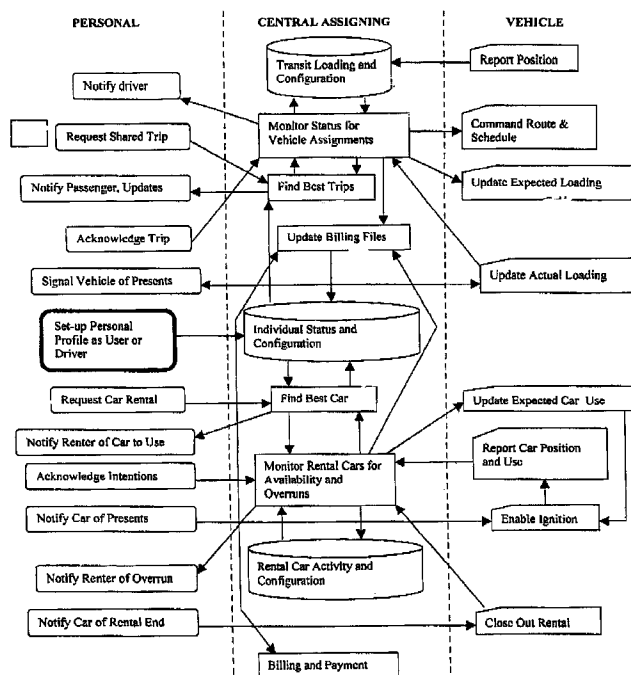 PERSONAL
CENTRAL ASSIGNING
VEHICLE
Transit Loading and
Configuration
Report Position
Notify driver
Monitor Status for
Vehicle Assignments
Command Route &
Schedule
Request Shared Trip
Find Best Trips
Update Expected Loading
Notify Passenger, Updates
Acknowledge Trip
Update Billing Files
Signal Vehicle of Presents
Update Actual Loading
Set-up Personal
Profile as User or
Driver
Individual Status and
Configuration
Request Car Rental
Find Best Car
Update Expected Car Use
Notify Renter of Car to Use
Report Car Position
and Use
Acknowledge Intentions
Monitor Rental Cars for
Availability and
Overruns
Notify Car of Presents
Enable Ignition
Rental Car Activity and
Configuration
Notify Renter of Overrun
Notify Car of Rental End
Close Out Rental
Billing and Payment